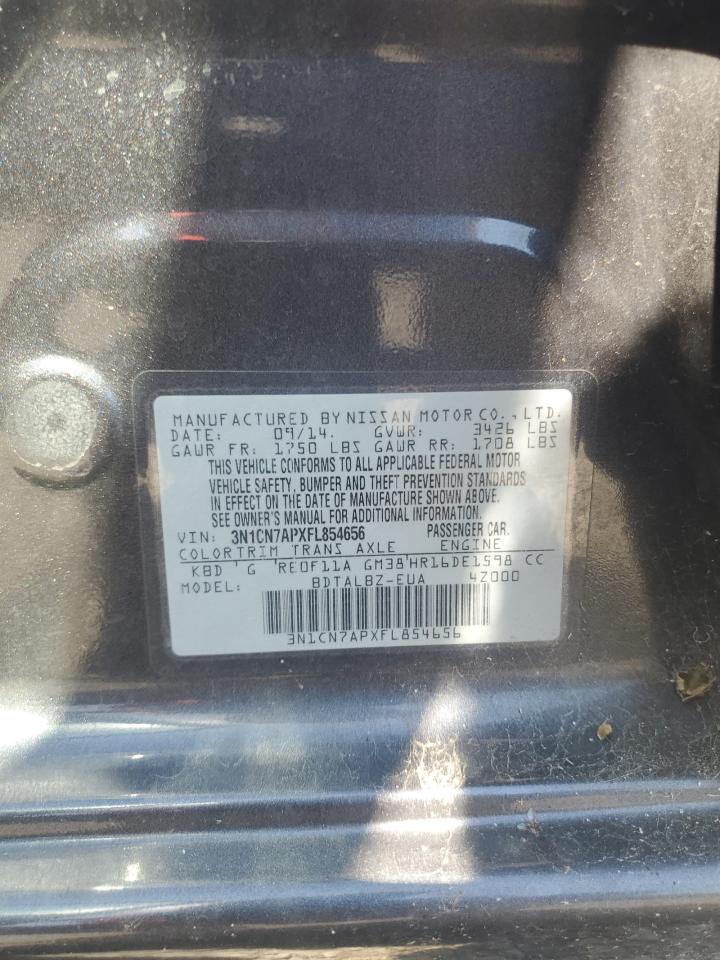 MANUFACTURED BY NISSAN MOTOR CO., LTD.
DATE: 09/14. GVWR: 3426 LBS
GAWR FR: 1750 LBS GAWR RR: 1708 LBS
THIS VEHICLE CONFORMS TO ALL APPLICABLE FEDERAL MOTOR
VEHICLE SAFETY, BUMPER AND THEFT PREVENTION STANDARDS
IN EFFECT ON THE DATE OF MANUFACTURE SHOWN ABOVE.
SEE OWNER'S MANUAL FOR ADDITIONAL INFORMATION.
VIN: 3N1CN7APXFL854656 PASSENGER CAR.
COLOR TRIM TRANS AXLE ENGINE
KBD G RE0F11A GM38 HR16DE1598 CC
MODEL: BDTALBZ-EUA 4Z000
3N1CN7APXFL854656